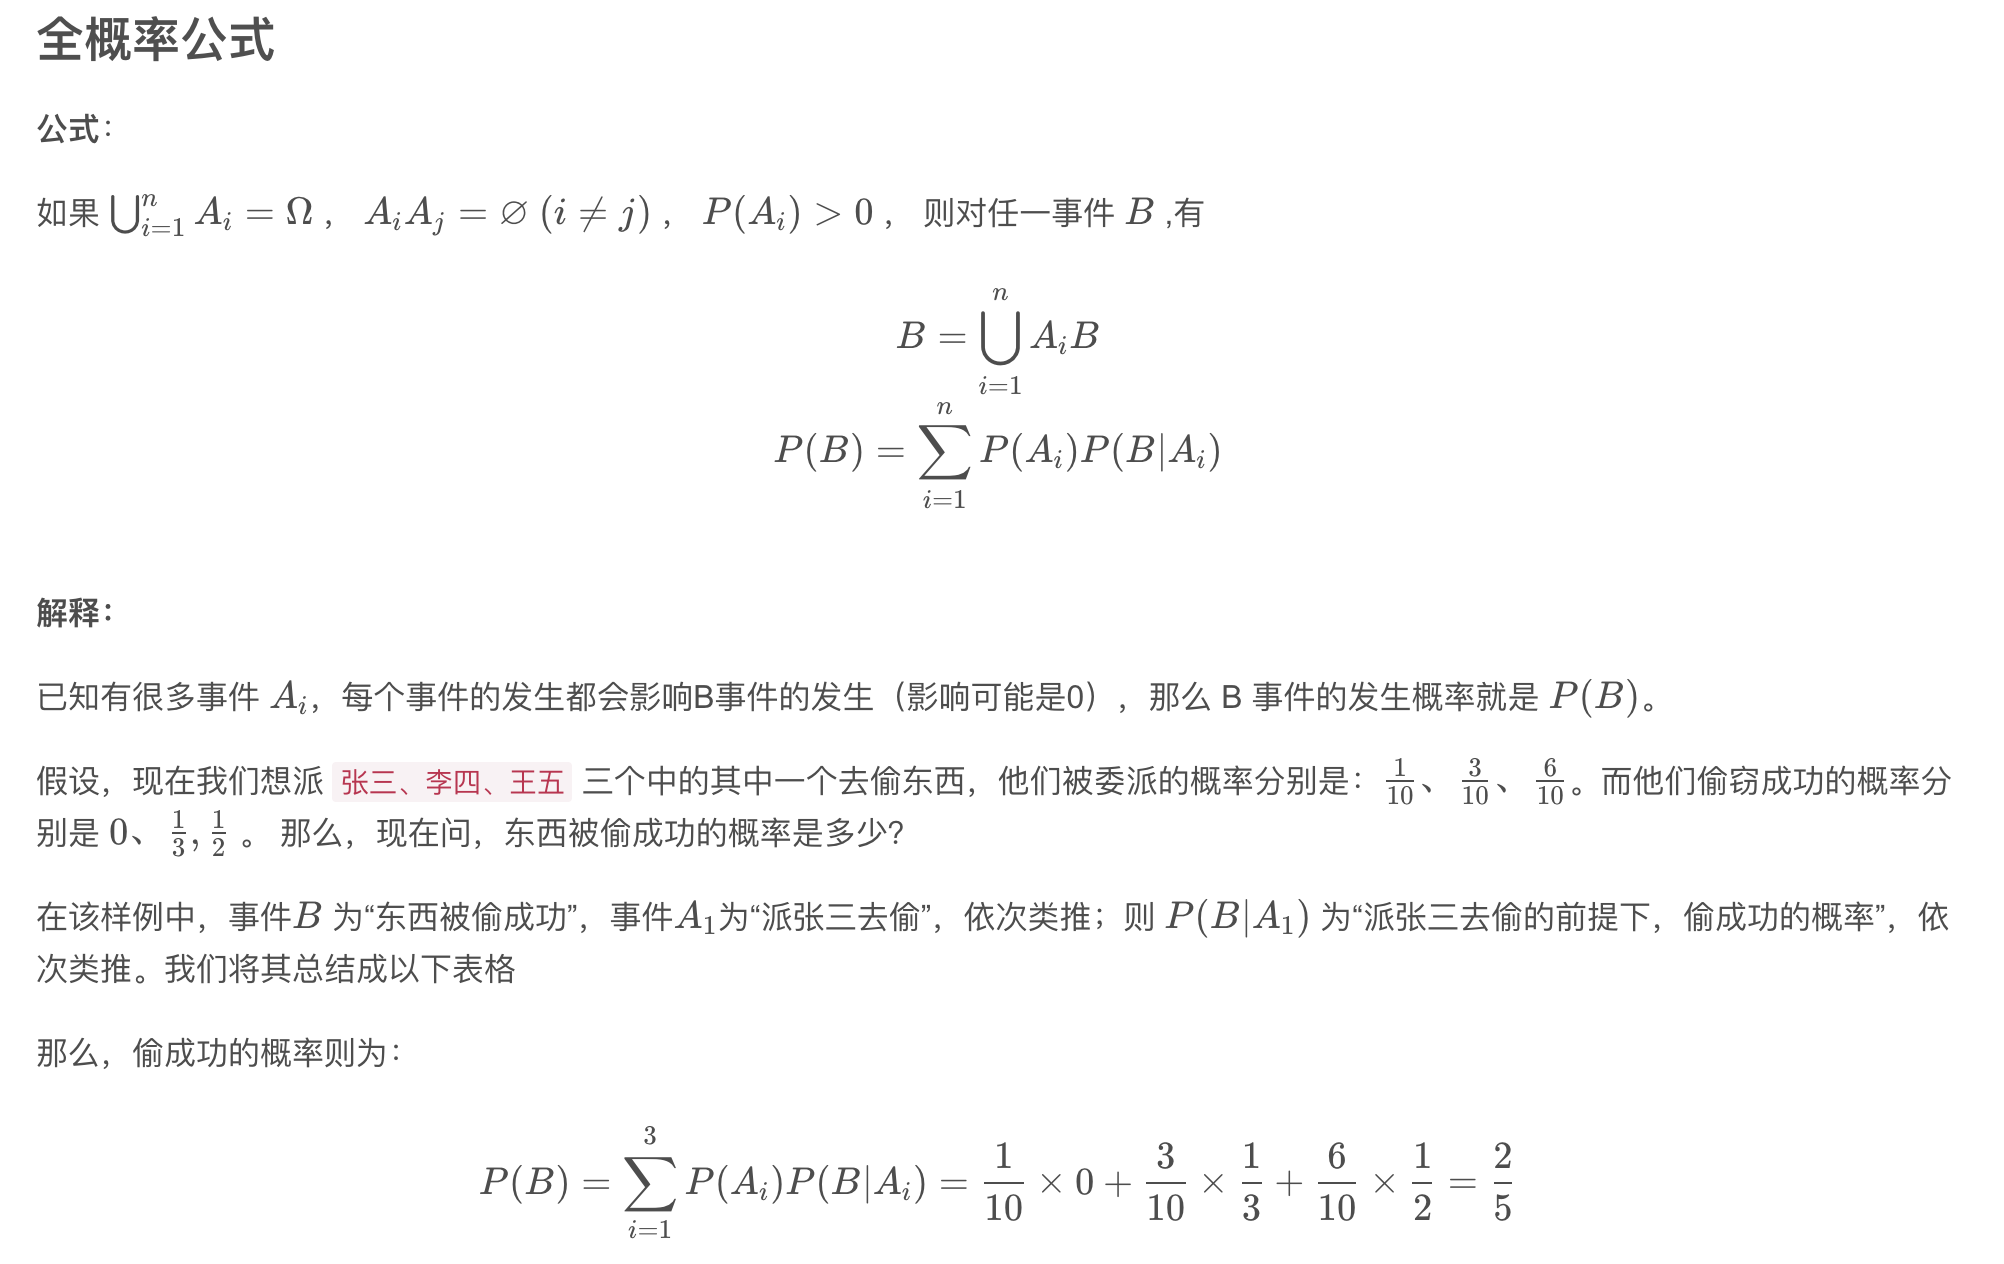 全概率公式
公式：
如果 $\bigcup_{i=1}^{n} A_i = \Omega$ ， $A_i A_j = \varnothing \ (i \neq j)$ ， $P(A_i) > 0$ ， 则对任一事件 $B$ ,有
$B = \bigcup_{i=1}^{n} A_i B$
$P(B) = \sum_{i=1}^{n} P(A_i)P(B|A_i)$
解释：
已知有很多事件 $A_i$，每个事件的发生都会影响B事件的发生（影响可能是0），那么 B 事件的发生概率就是 $P(B)$。
假设，现在我们想派 张三、李四、王五 三个中的其中一个去偷东西，他们被委派的概率分别是：$\frac{1}{10}$、$\frac{3}{10}$、$\frac{6}{10}$。而他们偷窃成功的概率分
别是 $0$、$\frac{1}{3}, \frac{1}{2}$ 。 那么，现在问，东西被偷成功的概率是多少?
在该样例中，事件$B$ 为“东西被偷成功”，事件$A_1$为“派张三去偷”，依次类推；则 $P(B|A_1)$ 为“派张三去偷的前提下，偷成功的概率”，依
次类推。我们将其总结成以下表格
那么，偷成功的概率则为：
$P(B) = \sum_{i=1}^{3} P(A_i)P(B|A_i) = \frac{1}{10} \times 0 + \frac{3}{10} \times \frac{1}{3} + \frac{6}{10} \times \frac{1}{2} = \frac{2}{5}$